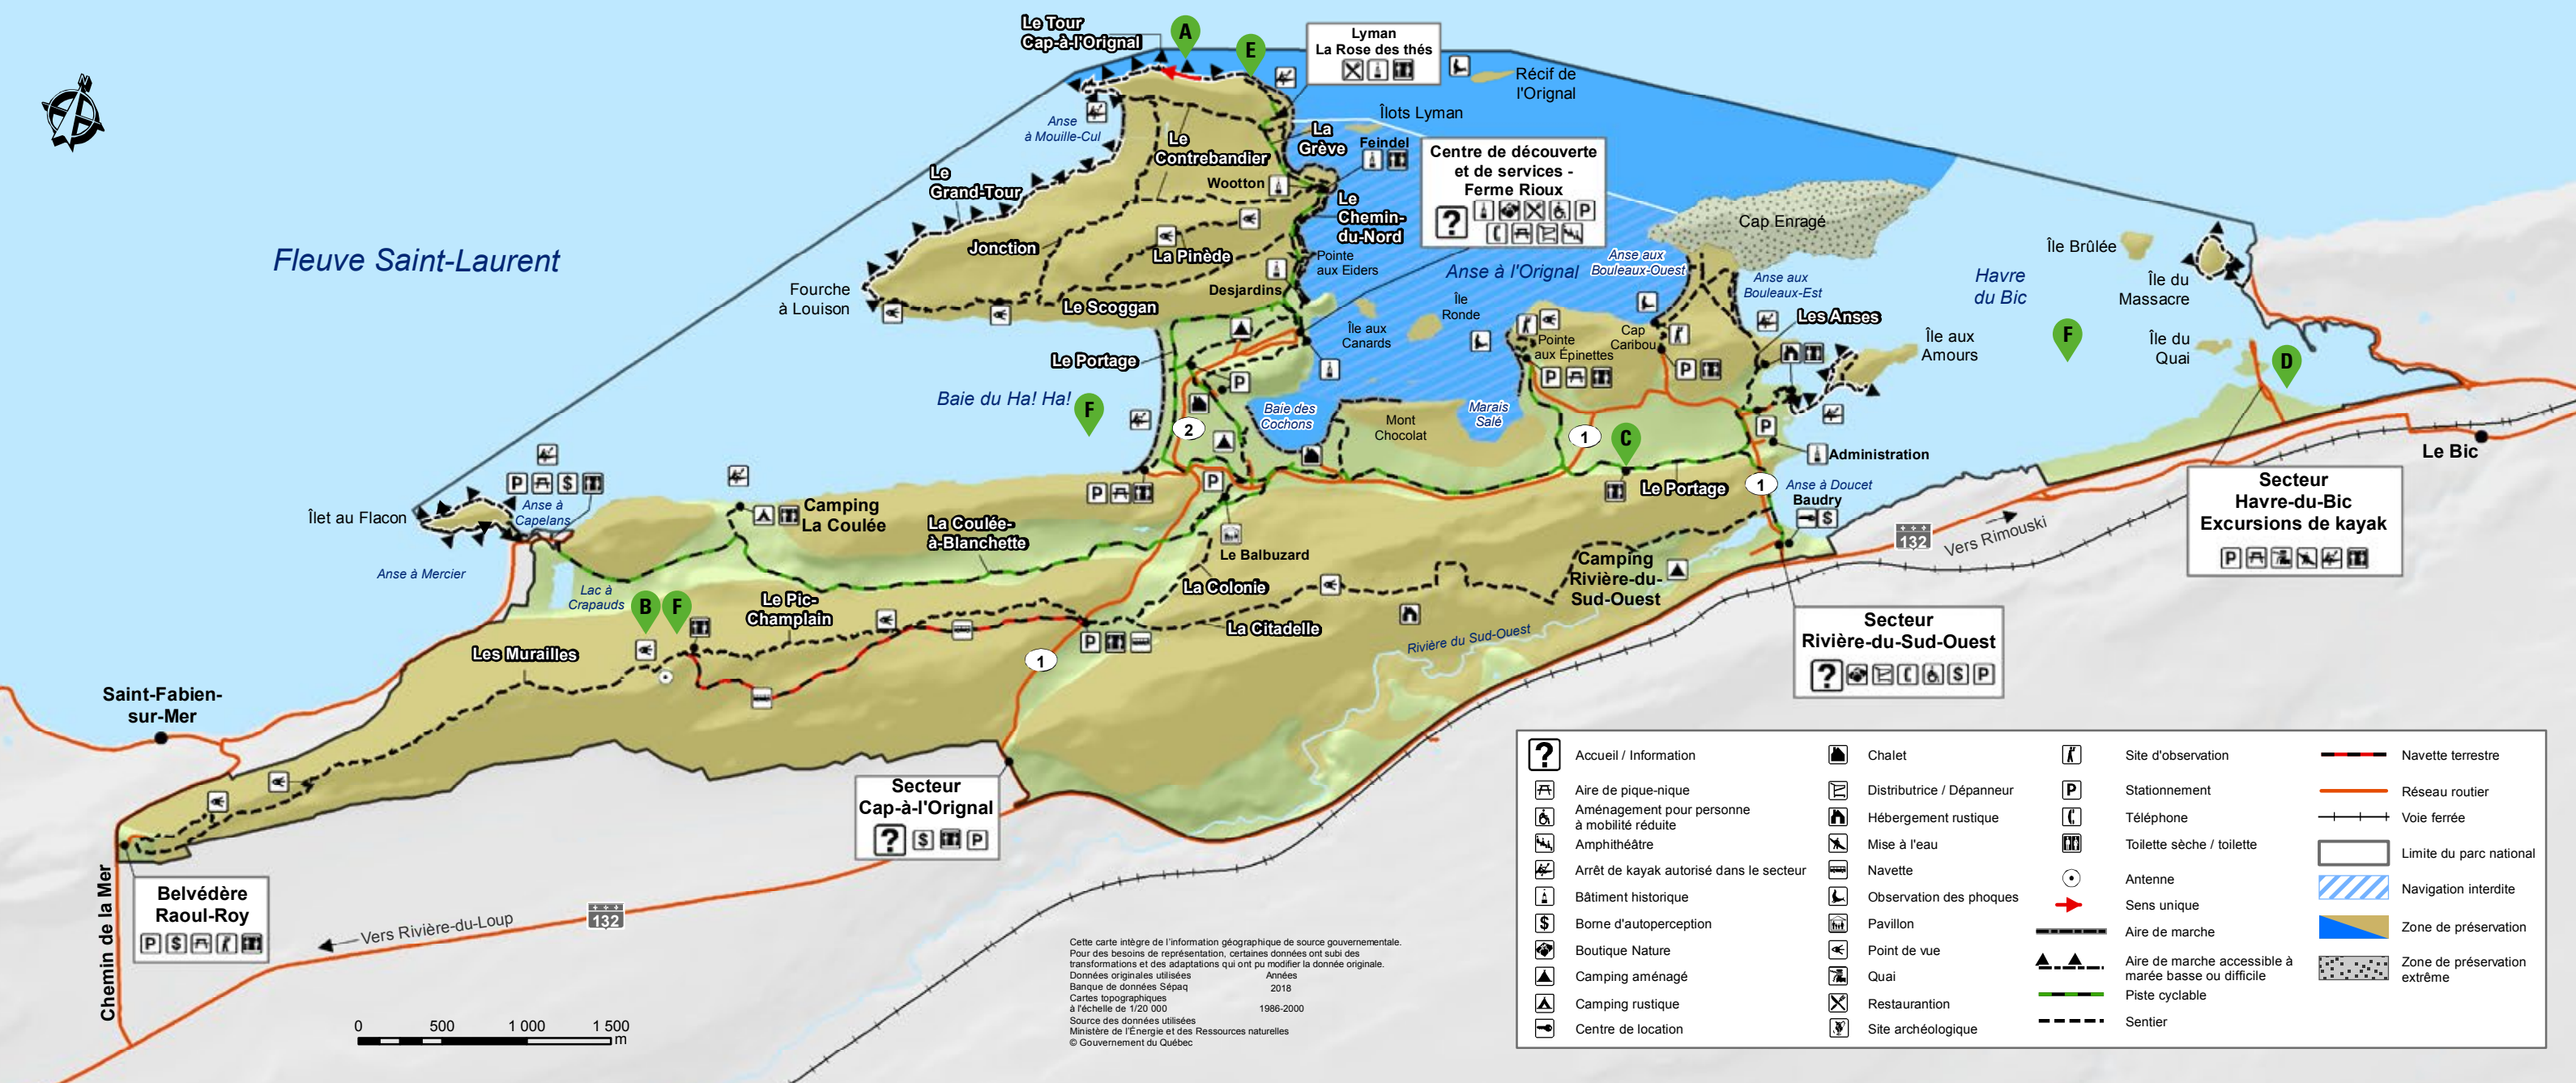 Le Tour
Cap-à-l'Orignal
A
E
Lyman
La Rose des thés
Récif de
l'Orignal
Îlots Lyman
Anse
à Mouille-Cul
Le
Contrebandier
La
Grève
Feindel
Centre de découverte
et de services -
Ferme Rioux
?
P
Le
Grand-Tour
Wootton
Le
Chemin-
du-Nord
Cap Enragé
Fleuve Saint-Laurent
Jonction
La Pinède
Pointe
aux Eiders
Anse à l'Orignal
Anse aux
Bouleaux-Ouest
Anse aux
Bouleaux-Est
Havre
du Bic
Île Brûlée
Île du
Massacre
Fourche
à Louison
Desjardins
Le Scoggan
Île
Ronde
Île aux
Canards
Pointe
aux Épinettes
Cap
Caribou
Les Anses
Île aux
Amours
F
Île du
Quai
D
Le Portage
P
P
P
Baie du Ha! Ha!
F
Baie des
Cochons
Mont
Chocolat
Marais
Salé
2
1
C
P
Administration
Le Bic
Îlet au Flacon
P
$
Anse à
Capelans
Camping
La Coulée
P
P
Le Portage
1
Anse à Doucet
Baudry
$
Secteur
Havre-du-Bic
Excursions de kayak
P
La Coulée-
à-Blanchette
Le Balbuzard
132
Vers Rimouski
Anse à Mercier
Lac à
Crapauds
B
F
Le Pic-
Champlain
La Colonie
Camping
Rivière-du-
Sud-Ouest
La Citadelle
P
Rivière du Sud-Ouest
Secteur
Rivière-du-Sud-Ouest
?
$
P
Les Murailles
1
Saint-Fabien-
sur-Mer
Secteur
Cap-à-l'Orignal
?
$
P
Belvédère
Raoul-Roy
P
$
Chemin de la Mer
Vers Rivière-du-Loup
132
0 500 1 000 1 500
m
Cette carte intègre de l'information géographique de source gouvernementale.
Pour des besoins de représentation, certaines données ont subi des
transformations et des adaptations qui ont pu modifier la donnée originale.
Données originales utilisées Années
Banque de données Sépaq 2018
Cartes topographiques
à l'échelle de 1/20 000 1986-2000
Source des données utilisées
Ministère de l'Énergie et des Ressources naturelles
© Gouvernement du Québec
? Accueil / Information
Aire de pique-nique
Aménagement pour personne
à mobilité réduite
Amphithéâtre
Arrêt de kayak autorisé dans le secteur
Bâtiment historique
$ Borne d'autoperception
Boutique Nature
Camping aménagé
Camping rustique
Centre de location
Chalet
Distributrice / Dépanneur
Hébergement rustique
Mise à l'eau
Navette
Observation des phoques
Pavillon
Point de vue
Quai
Restaurantion
Site archéologique
Site d'observation
P Stationnement
Téléphone
Toilette sèche / toilette
Antenne
Sens unique
Aire de marche
Aire de marche accessible à
marée basse ou difficile
Piste cyclable
Sentier
Navette terrestre
Réseau routier
Voie ferrée
Limite du parc national
Navigation interdite
Zone de préservation
Zone de préservation
extrême